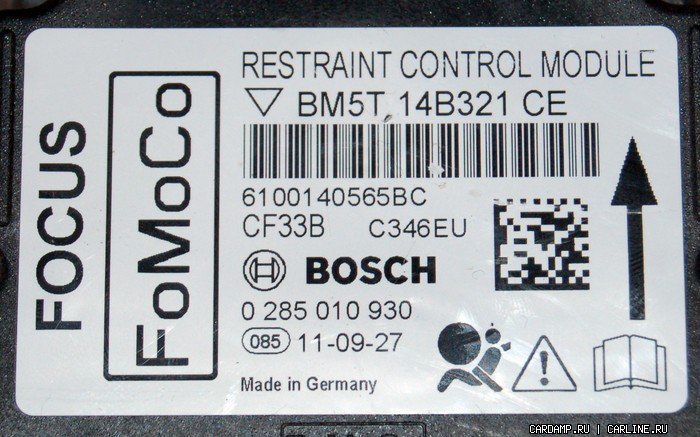 FOCUS
FoMoCo
RESTRAINT CONTROL MODULE
BM5T 14B321 CE
6100140565BC
CF33B C346EU
BOSCH
0 285 010 930
085 11-09-27
Made in Germany
CARDAMP.RU | CARLINE.RU